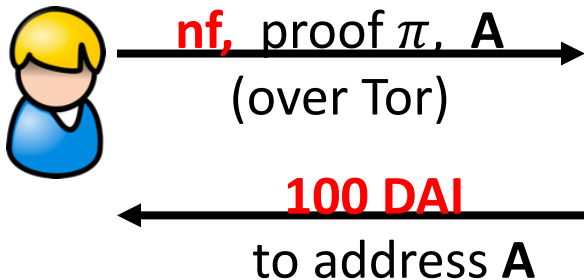 nf, proof π, A
(over Tor)
100 DAI
to address A